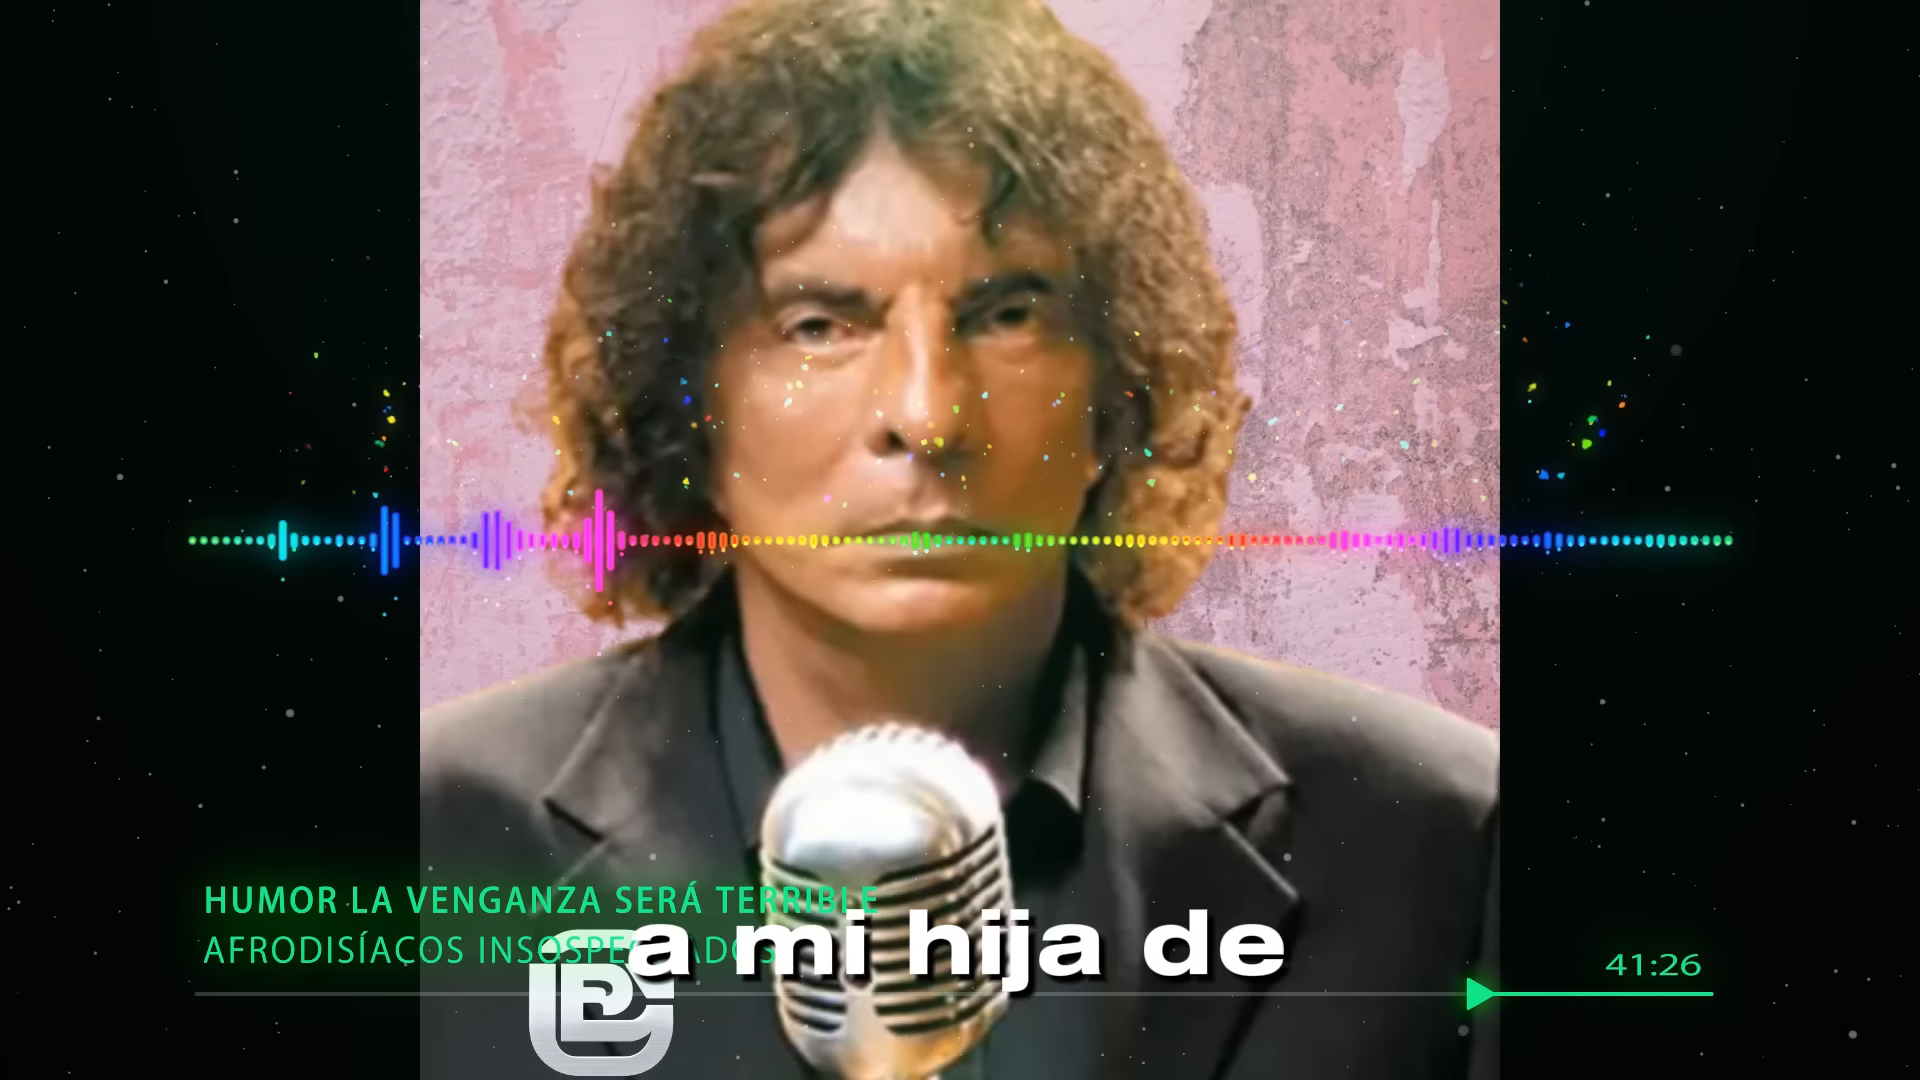 HUMOR LA VENGANZA SERÁ TERRIBLE
AFRODISÍACOS INSOSPECHADOS
a mi hija de
41:26